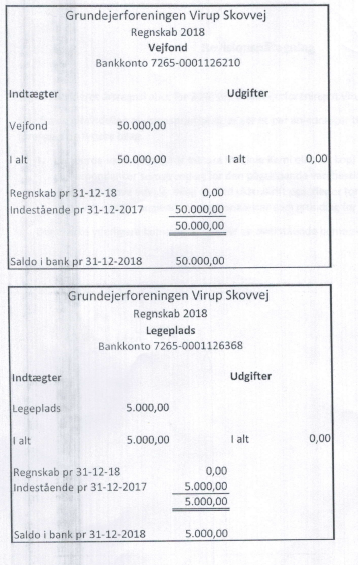 Grundejerforeningen Virup Skovvej
Regnskab 2018
Vejfond
Bankkonto 7265-0001126210
Indtægter Udgifter
Vejfond 50.000,00
I alt 50.000,00 I alt 0,00
Regnskab pr 31-12-18 0,00
Indestående pr 31-12-2017 50.000,00
50.000,00
Saldo i bank pr 31-12-2018 50.000,00
Grundejerforeningen Virup Skovvej
Regnskab 2018
Legeplads
Bankkonto 7265-0001126368
Indtægter Udgifter
Legeplads 5.000,00
I alt 5.000,00 I alt 0,00
Regnskab pr 31-12-18 0,00
Indestående pr 31-12-2017 5.000,00
5.000,00
Saldo i bank pr 31-12-2018 5.000,00